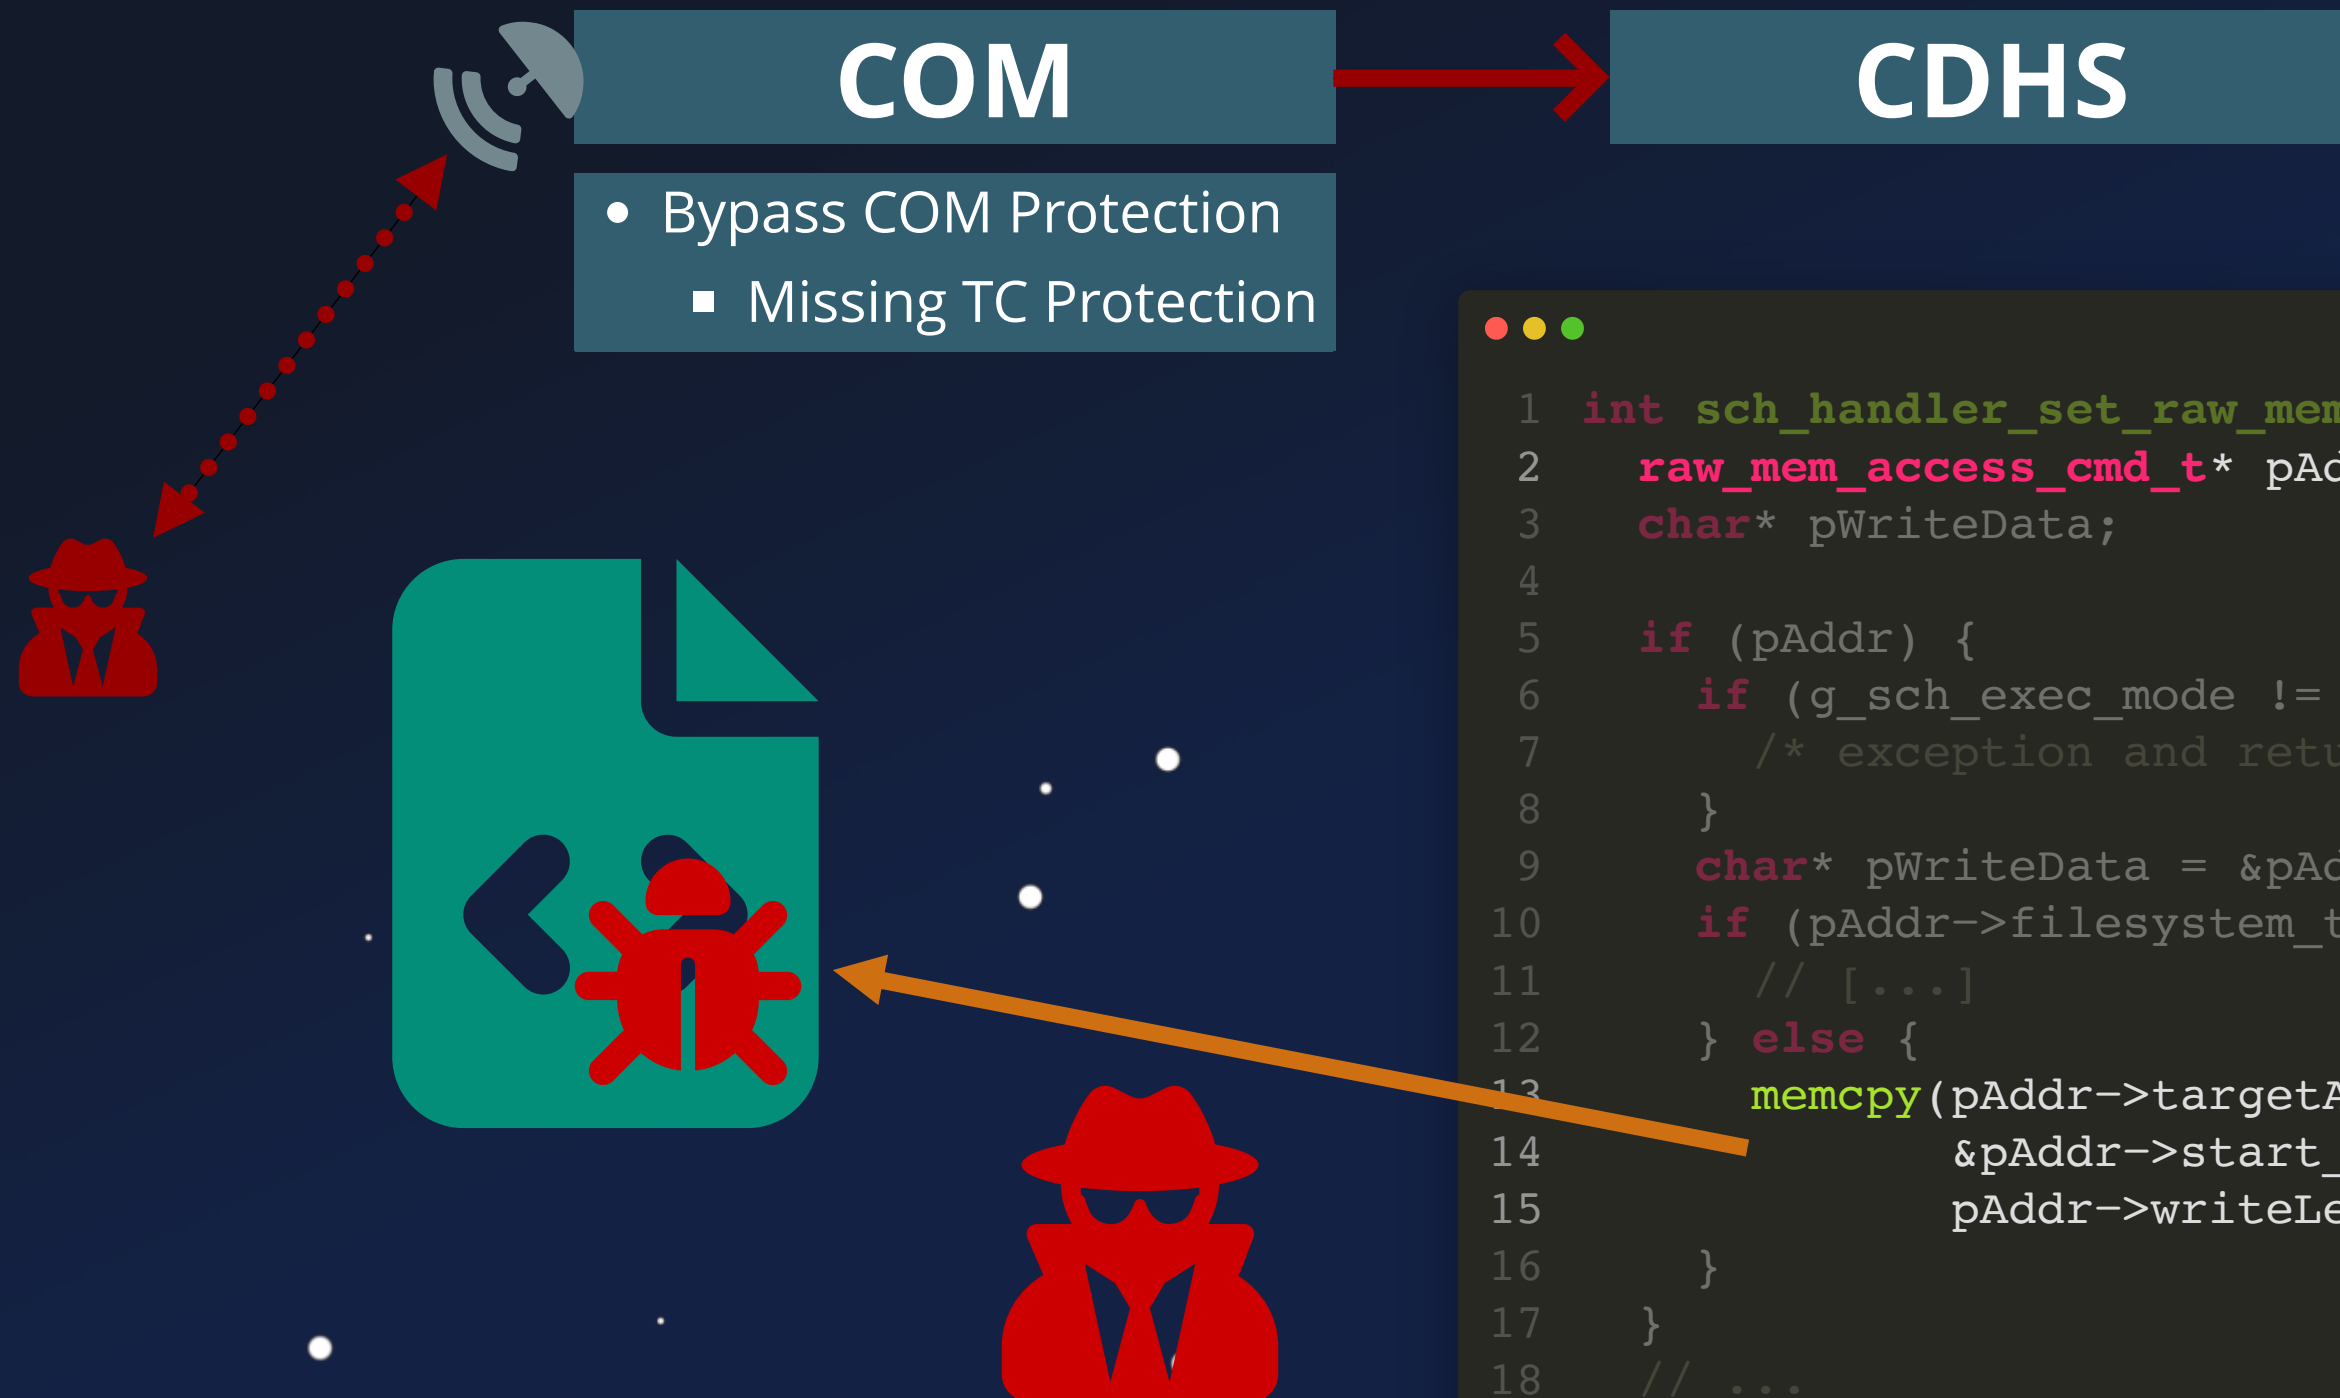 COM
CDHS
Bypass COM Protection
Missing TC Protection
1 int sch_handler_set_raw_mem
2 raw_mem_access_cmd_t* pAd
3 char* pWriteData;
4
5 if (pAddr) {
6 if (g_sch_exec_mode !=
7 /* exception and retu
8 }
9 char* pWriteData = &pAd
10 if (pAddr->filesystem_t
11 // [...]
12 } else {
13 memcpy(pAddr->targetA
14 &pAddr->start_
15 pAddr->writeLe
16 }
17 }
18 // ...